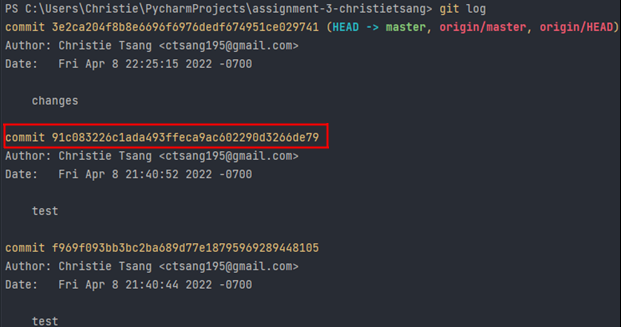 PS C:\Users\Christie\PycharmProjects\assignment-3-christietsang> git log
commit 3e2ca204f8b8e6696f6976dedf674951ce029741 (HEAD -> master, origin/master, origin/HEAD)
Author: Christie Tsang <ctsang195@gmail.com>
Date:   Fri Apr 8 22:25:15 2022 -0700
changes
commit 91c083226c1ada493ffeca9ac602290d3266de79
Author: Christie Tsang <ctsang195@gmail.com>
Date:   Fri Apr 8 21:40:52 2022 -0700
test
commit f969f093bb3bc2ba689d77e18795969289448105
Author: Christie Tsang <ctsang195@gmail.com>
Date:   Fri Apr 8 21:40:44 2022 -0700
test